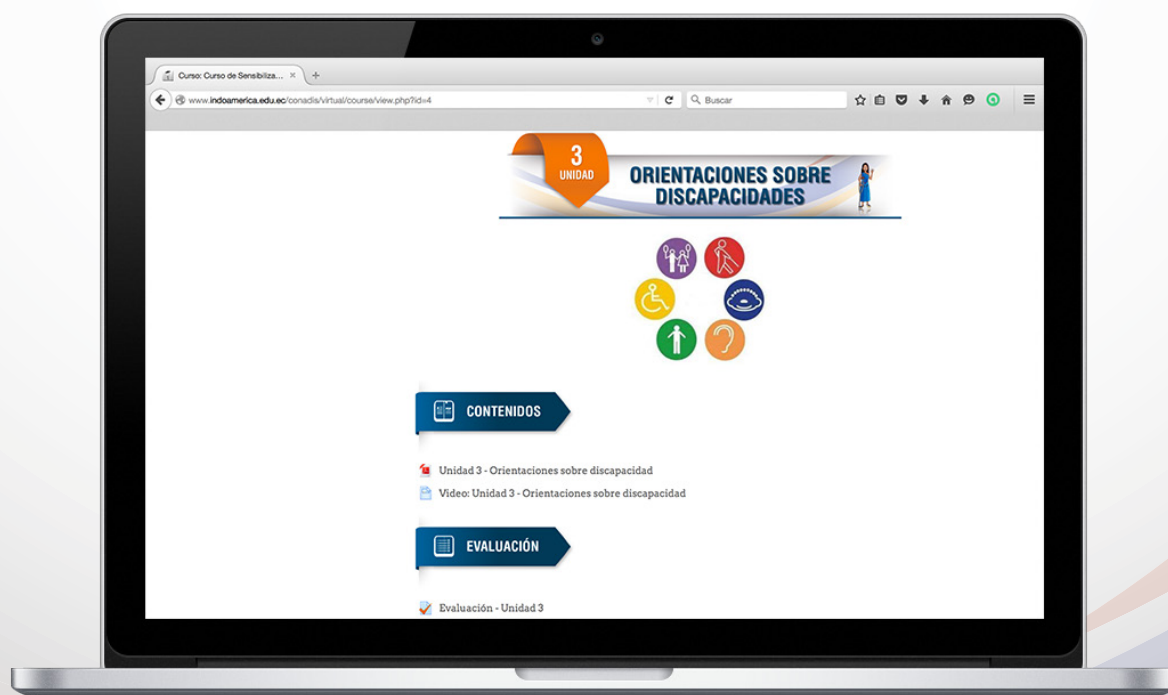 Curso: Curso de Sensibiliza... × +
www.indoamerica.edu.ec/conadis/virtual/course/view.php?id=4
Buscar
3
UNIDAD
ORIENTACIONES SOBRE
DISCAPACIDADES
CONTENIDOS
Unidad 3 - Orientaciones sobre discapacidad
Video: Unidad 3 - Orientaciones sobre discapacidad
EVALUACIÓN
Evaluación - Unidad 3